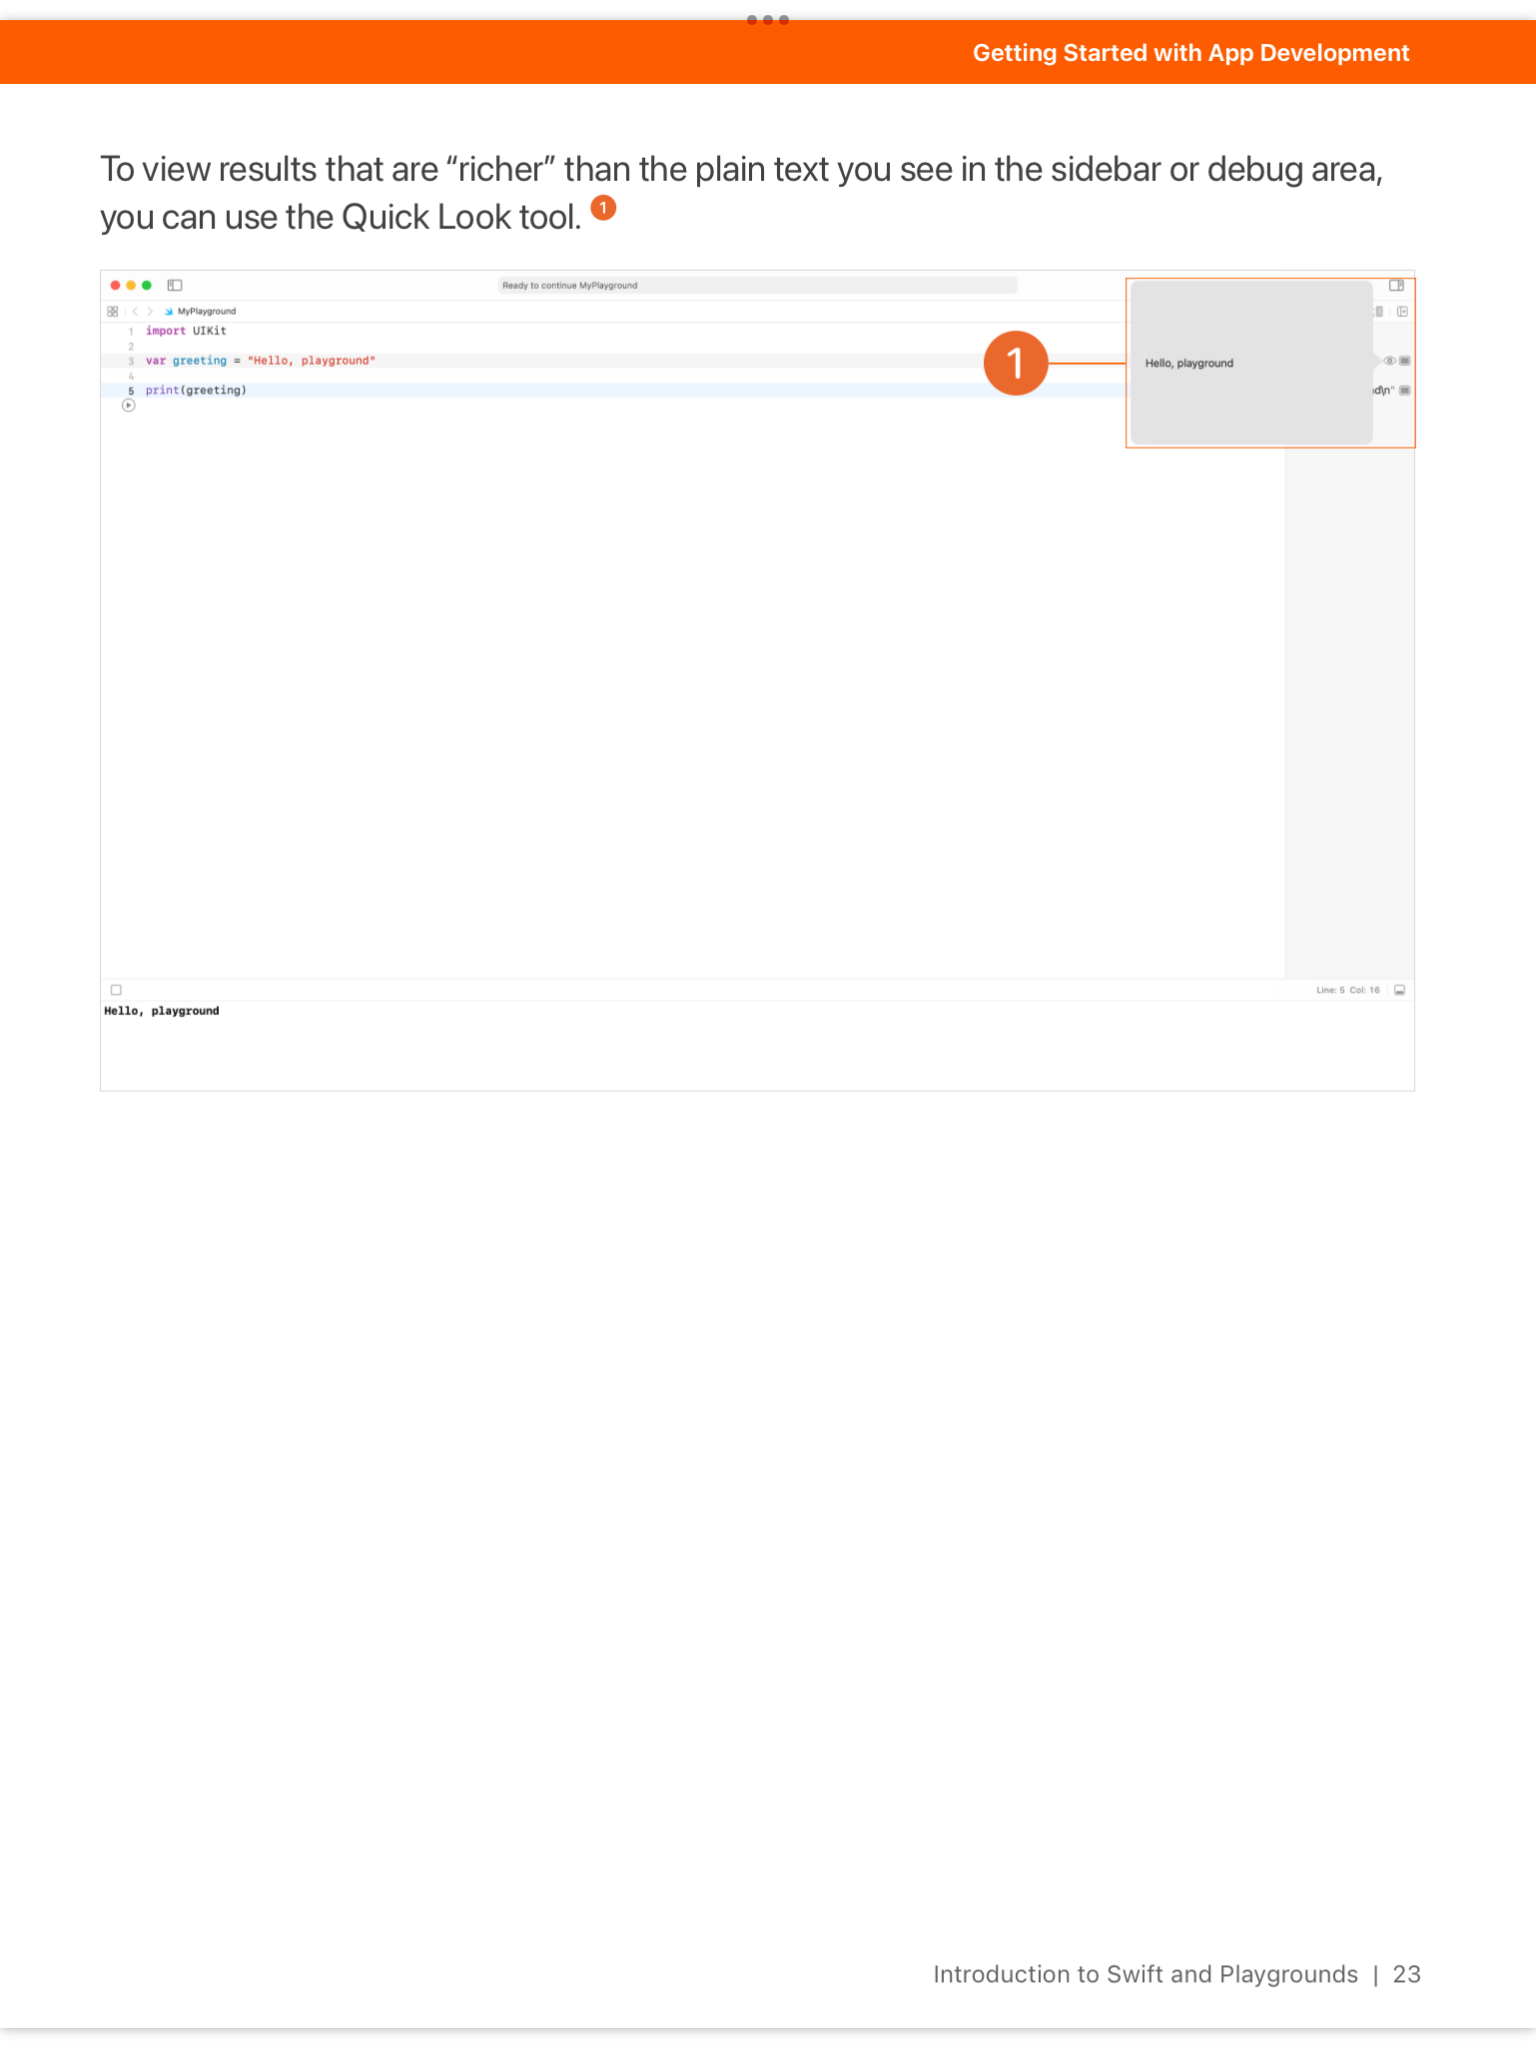 Getting Started with App Development
To view results that are “richer” than the plain text you see in the sidebar or debug area,
you can use the Quick Look tool. 1
Ready to continue MyPlayground
MyPlayground
1 import UIKit
2
3 var greeting = "Hello, playground"
4
5 print(greeting)
1
Hello, playground
d\n"
Line: 5 Col: 16
Hello, playground
Introduction to Swift and Playgrounds | 23